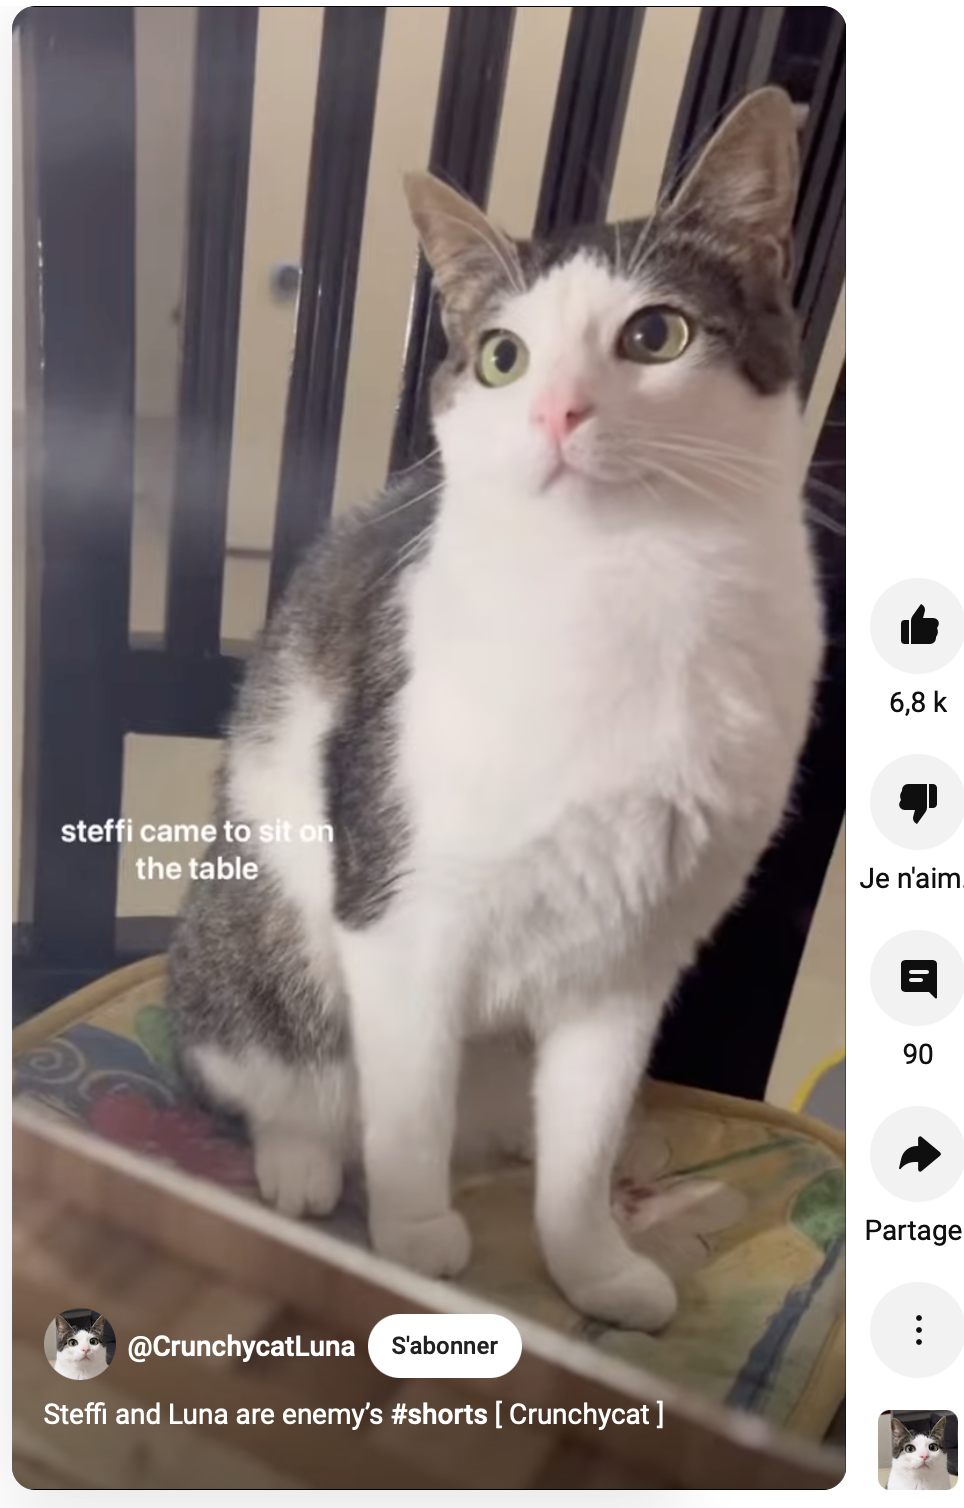 steffi came to sit on
the table
@CrunchycatLuna
S'abonner
Steffi and Luna are enemy’s #shorts [ Crunchycat ]
6,8 k
Je n'aim.
90
Partage